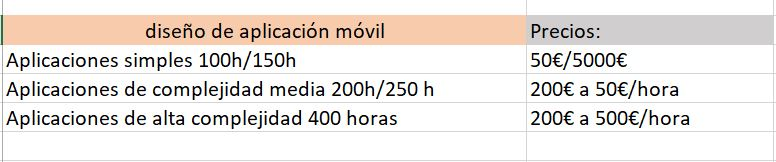 diseño de aplicación móvil Precios:
Aplicaciones simples 100h/150h 50€/5000€
Aplicaciones de complejidad media 200h/250 h 200€ a 50€/hora
Aplicaciones de alta complejidad 400 horas 200€ a 500€/hora